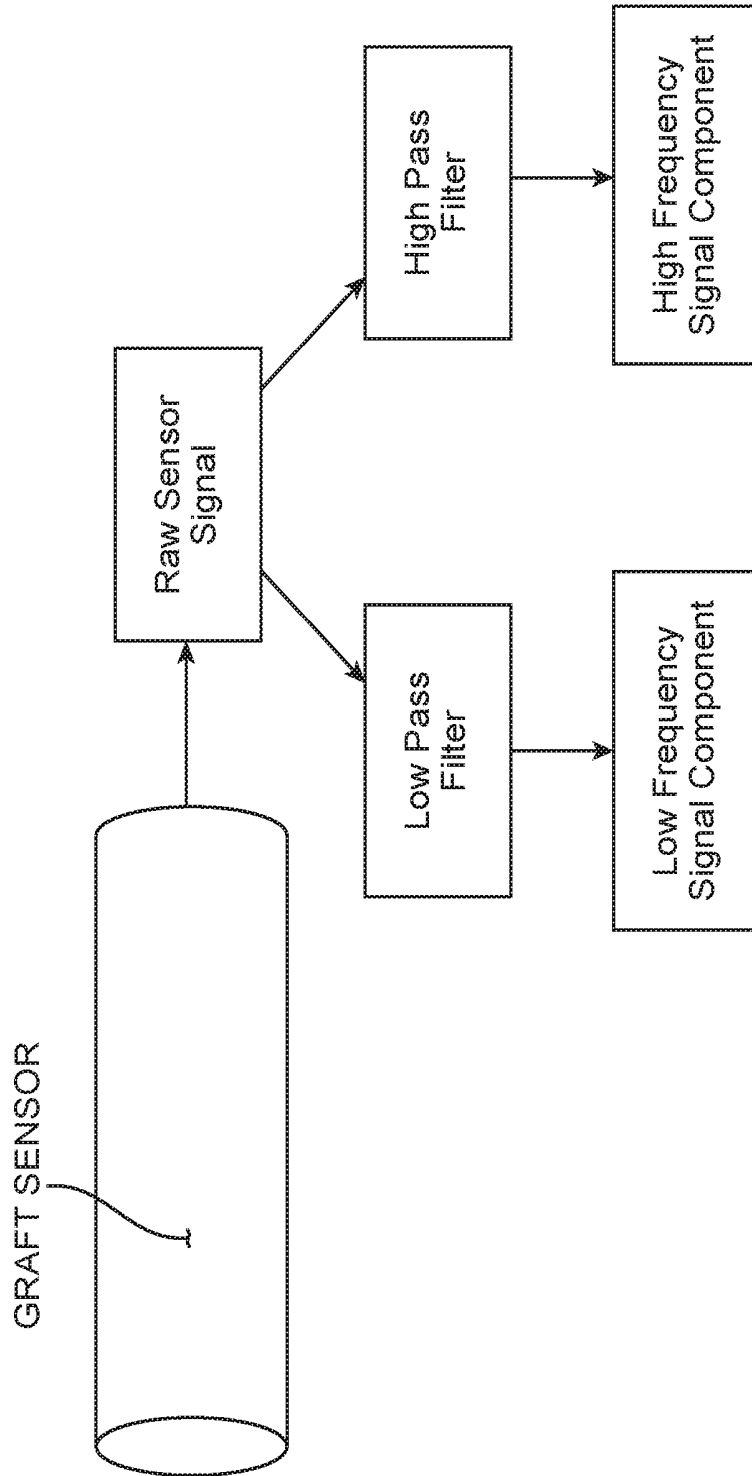 GRAFT SENSOR
Raw Sensor
Signal
Low Pass
Filter
High Pass
Filter
Low Frequency
Signal Component
High Frequency
Signal Component